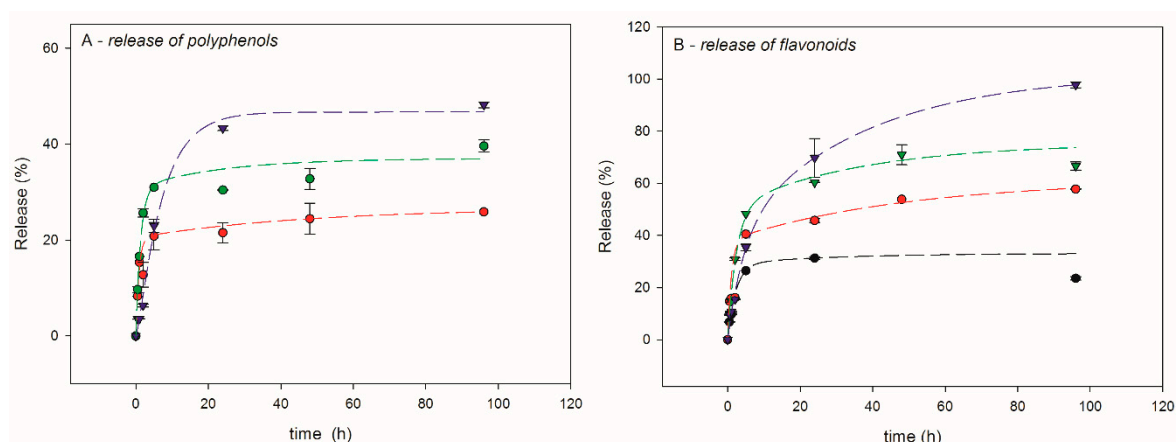 A - release of polyphenols
60
40
20
0
Release (%)
0 20 40 60 80 100 120
time (h)
B - release of flavonoids
120
100
80
60
40
20
0
Release (%)
0 20 40 60 80 100 120
time (h)